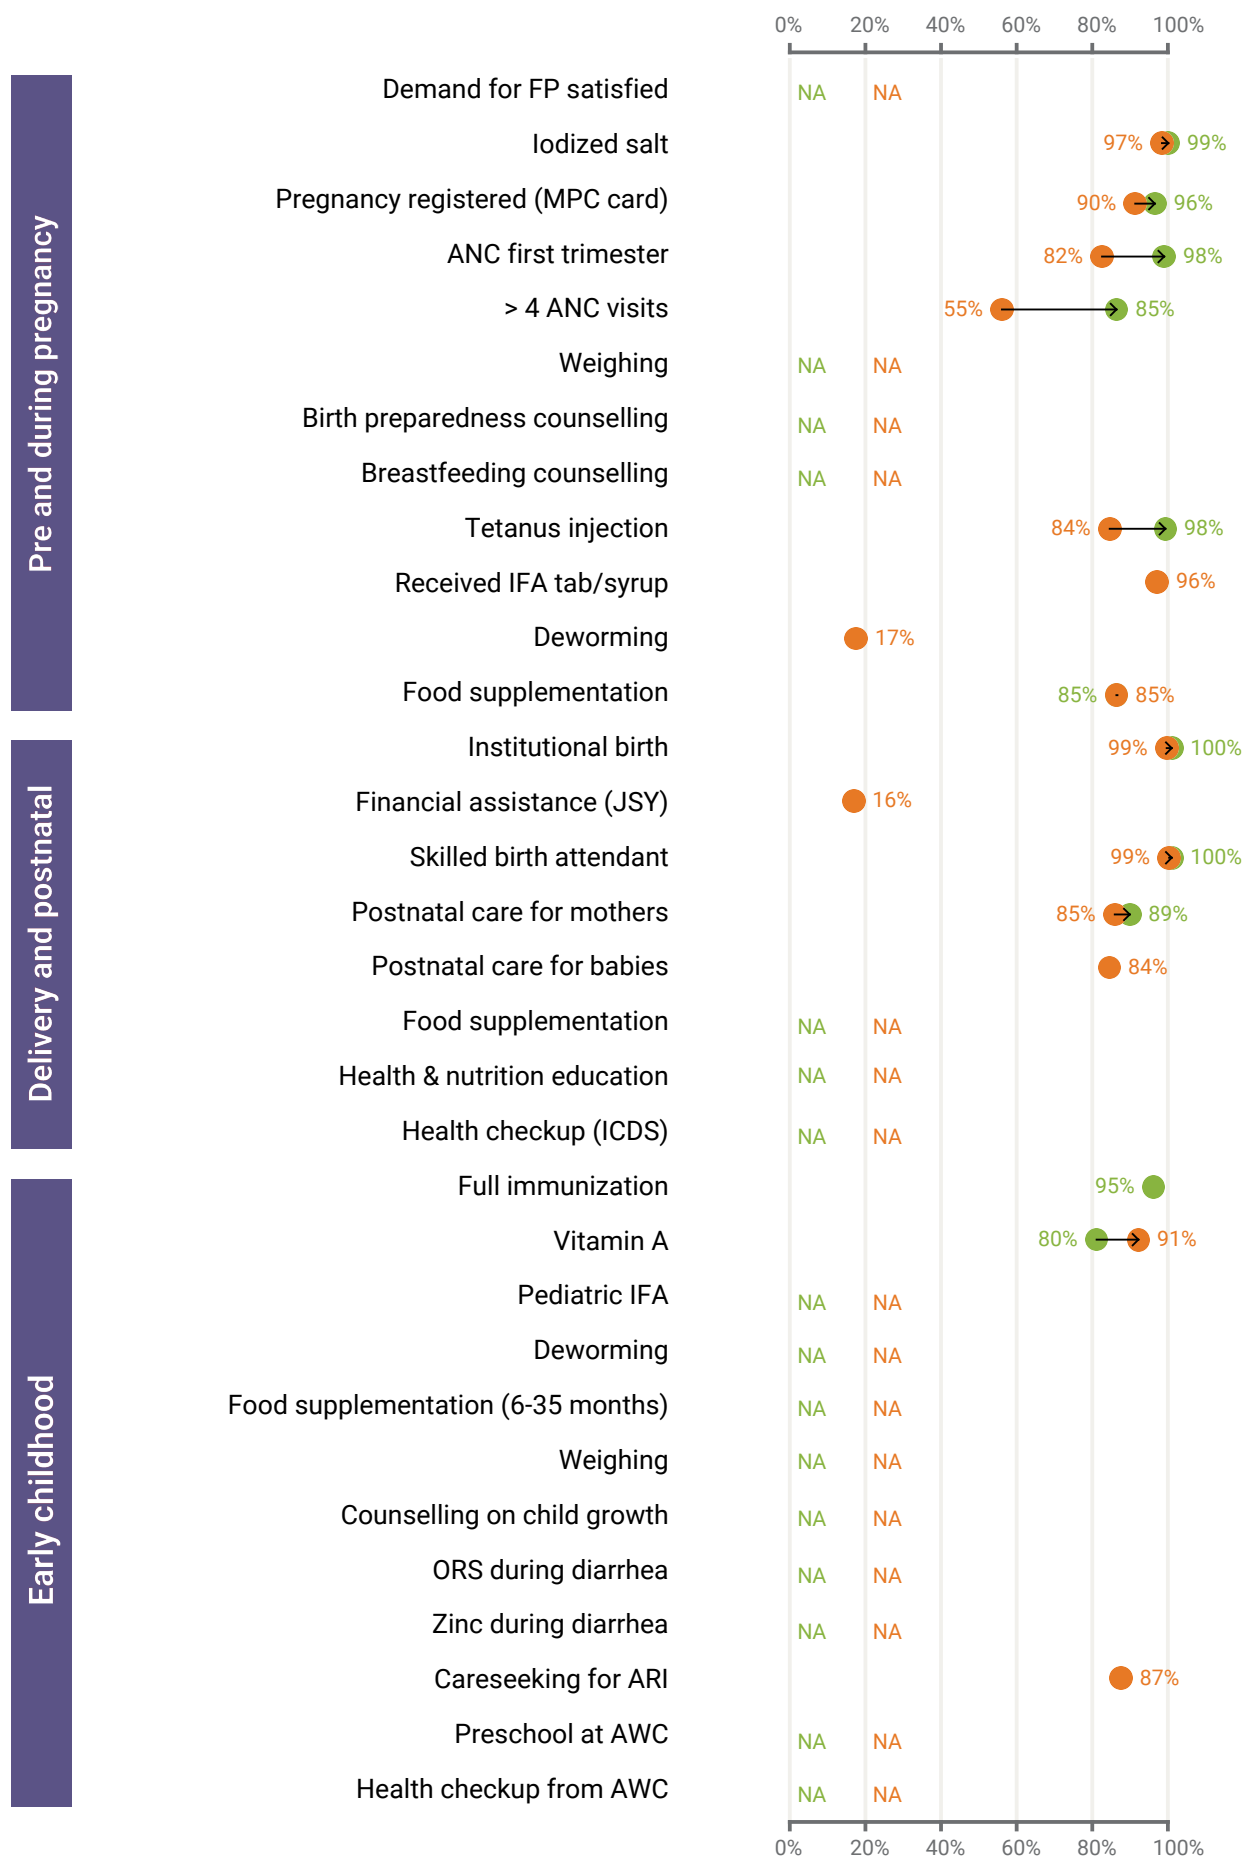 0% 20% 40% 60% 80% 100%
Pre and during pregnancy
Demand for FP satisfied NA NA
Iodized salt 97% 99%
Pregnancy registered (MPC card) 90% 96%
ANC first trimester 82% 98%
> 4 ANC visits 55% 85%
Weighing NA NA
Birth preparedness counselling NA NA
Breastfeeding counselling NA NA
Tetanus injection 84% 98%
Received IFA tab/syrup 96%
Deworming 17%
Food supplementation 85% 85%
Delivery and postnatal
Institutional birth 99% 100%
Financial assistance (JSY) 16%
Skilled birth attendant 99% 100%
Postnatal care for mothers 85% 89%
Postnatal care for babies 84%
Food supplementation NA NA
Health & nutrition education NA NA
Health checkup (ICDS) NA NA
Early childhood
Full immunization 95%
Vitamin A 80% 91%
Pediatric IFA NA NA
Deworming NA NA
Food supplementation (6-35 months) NA NA
Weighing NA NA
Counselling on child growth NA NA
ORS during diarrhea NA NA
Zinc during diarrhea NA NA
Careseeking for ARI 87%
Preschool at AWC NA NA
Health checkup from AWC NA NA
0% 20% 40% 60% 80% 100%